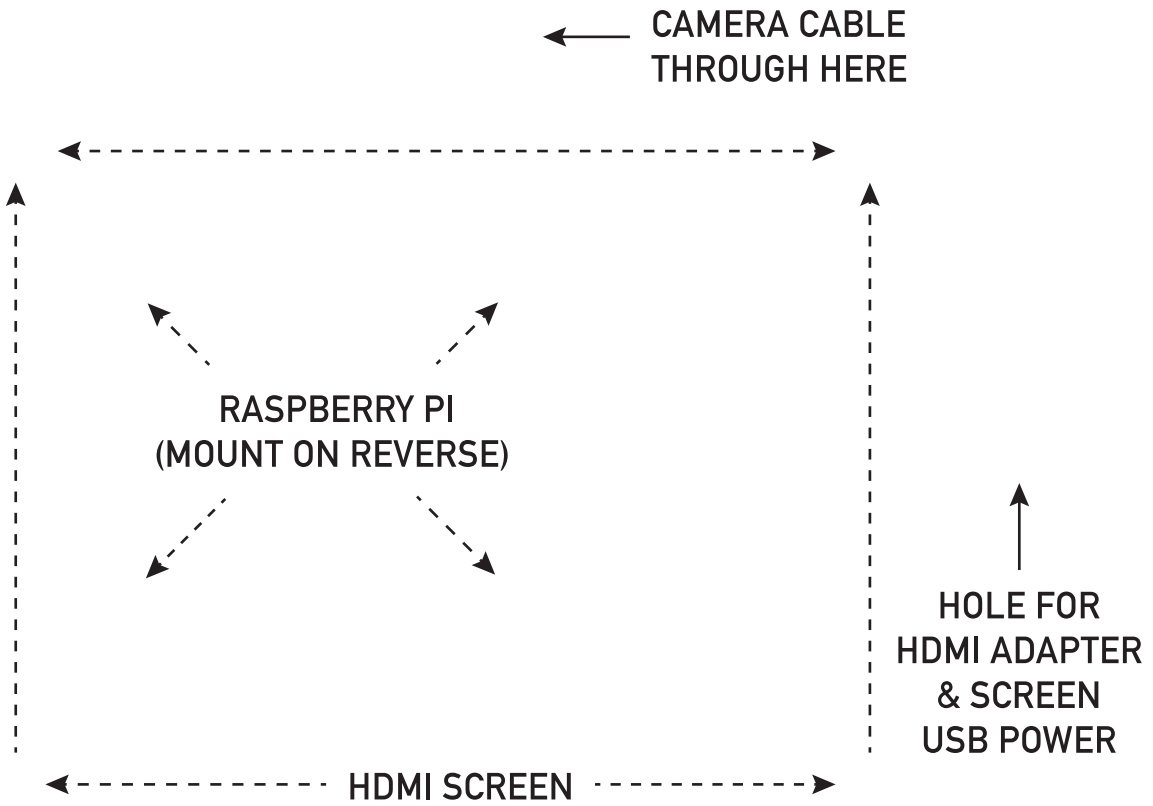 CAMERA CABLE
THROUGH HERE
RASPBERRY PI
(MOUNT ON REVERSE)
HOLE FOR
HDMI ADAPTER
& SCREEN
USB POWER
HDMI SCREEN